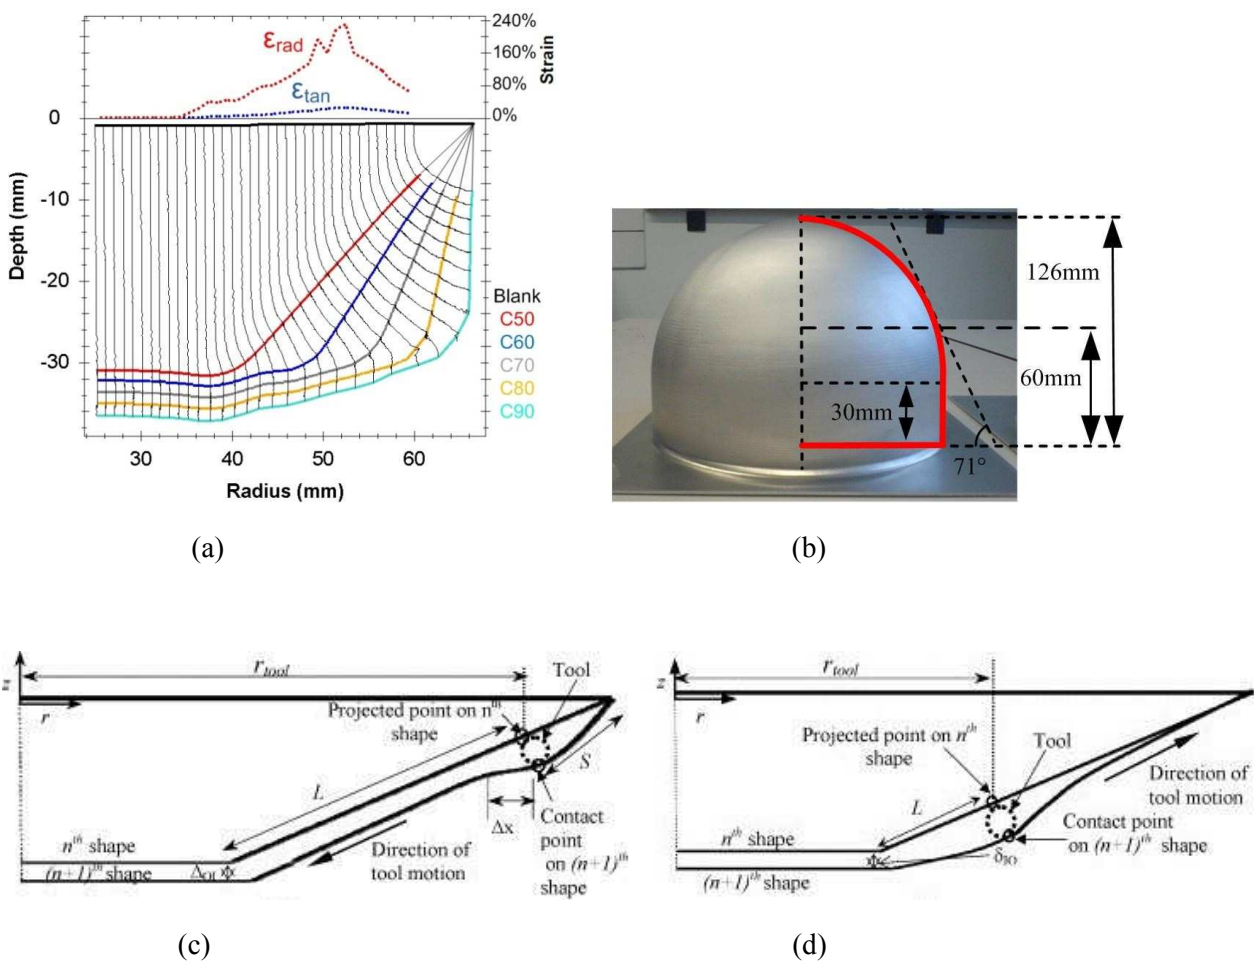 240%
160%
80%
0%
Strain
εrad
εtan
0
-10
-20
-30
Depth (mm)
30
40
50
60
Radius (mm)
Blank
C50
C60
C70
C80
C90
(a)
126mm
60mm
30mm
71°
(b)
rtool
Tool
r
Projected point on nth
shape
S
L
Δx
Contact
point
on (n+1)th
shape
nth shape
(n+1)th shape
ΔOI
Direction of
tool motion
(c)
rtool
z
r
Projected point on nth
shape
Tool
Direction of
tool motion
L
Contact point
on (n+1)th shape
nth shape
(n+1)th shape
(d)